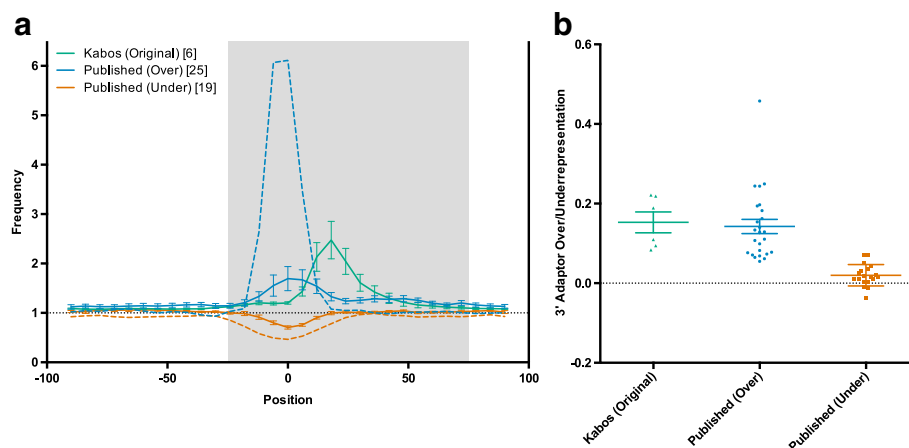 a
Kabos (Original) [6]
Published (Over) [25]
Published (Under) [19]
Frequency
6
5
4
3
2
1
0
-100
-50
0
50
100
Position
b
3' Adaptor Over/Underrepresentation
0.6
0.4
0.2
0.0
-0.2
Kabos (Original)
Published (Over)
Published (Under)